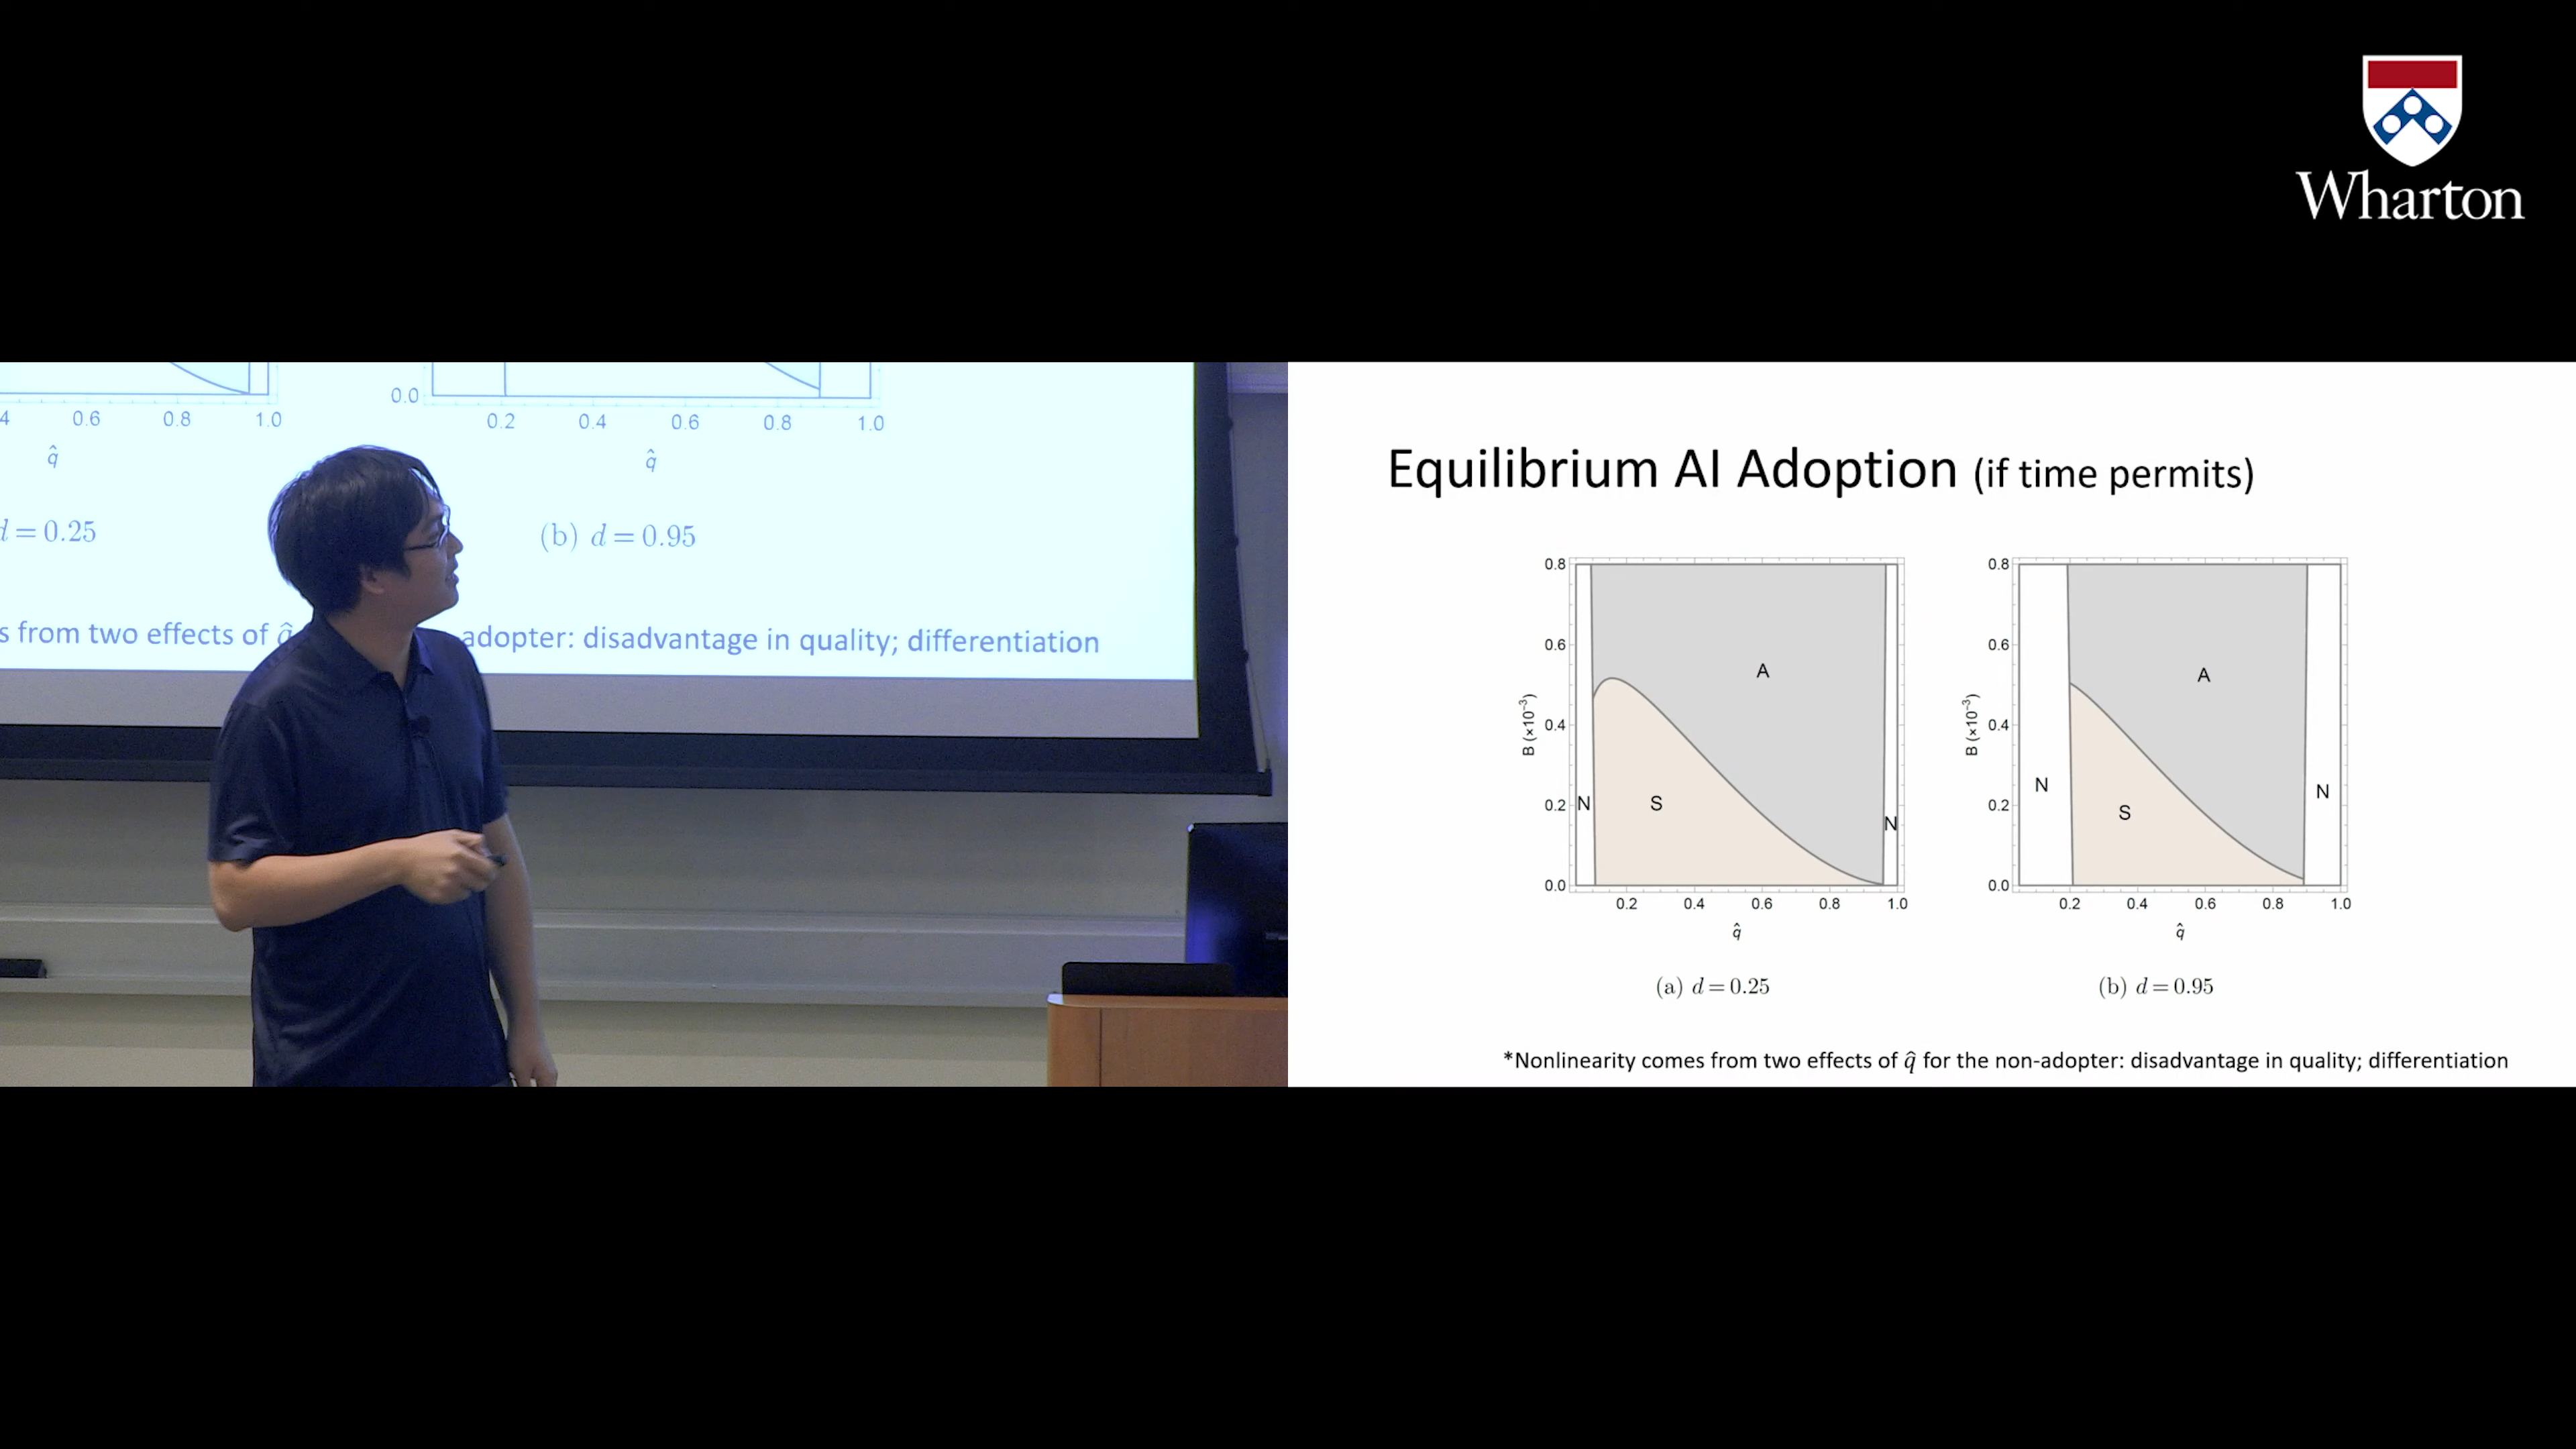 Wharton
0.0
4 0.6 0.8 1.0
0.2 0.4 0.6 0.8 1.0
q̂
q̂
d = 0.25
(b) d = 0.95
s from two effects of q̂
adopter: disadvantage in quality; differentiation
Equilibrium AI Adoption (if time permits)
0.8
0.6
0.4
0.2
0.0
B (×10⁻³)
N
S
A
N
0.2 0.4 0.6 0.8 1.0
q̂
(a) d = 0.25
0.8
0.6
0.4
0.2
0.0
B (×10⁻³)
N
S
A
N
0.2 0.4 0.6 0.8 1.0
q̂
(b) d = 0.95
*Nonlinearity comes from two effects of q̂ for the non-adopter: disadvantage in quality; differentiation